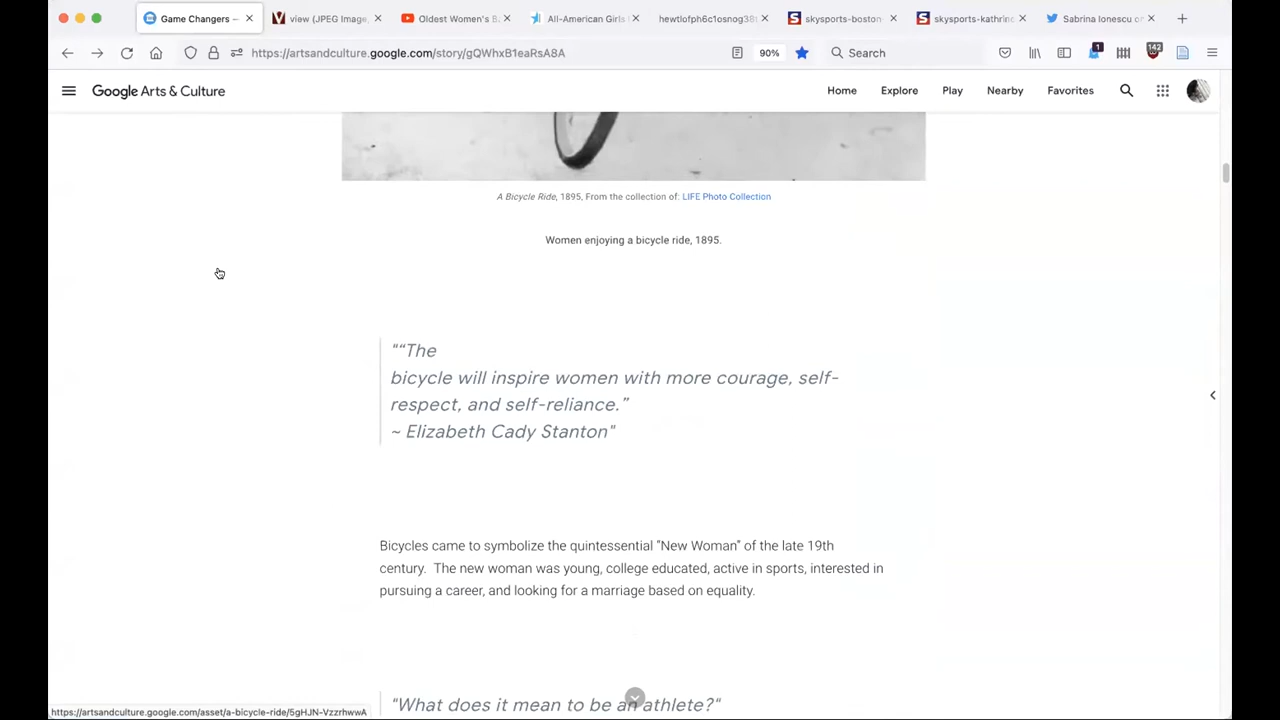 Game Changers –
view (JPEG Image,
Oldest Women's B
All-American Girls
skysports-boston
skysports-kathrin
Sabrina Ionescu o
https://artsandculture.google.com/story/gQWhxB1eaRsA8A
90%
Search
1
142
Google Arts & Culture
Home
Explore
Play
Nearby
Favorites
A Bicycle Ride, 1895, From the collection of: LIFE Photo Collection
Women enjoying a bicycle ride, 1895.
"“The
bicycle will inspire women with more courage, self-
respect, and self-reliance.”
~ Elizabeth Cady Stanton"
Bicycles came to symbolize the quintessential “New Woman” of the late 19th
century.  The new woman was young, college educated, active in sports, interested in
pursuing a career, and looking for a marriage based on equality.
"What does it mean to be an athlete?"
https://artsandculture.google.com/asset/a-bicycle-ride/5gHJN-VzzrhwwA